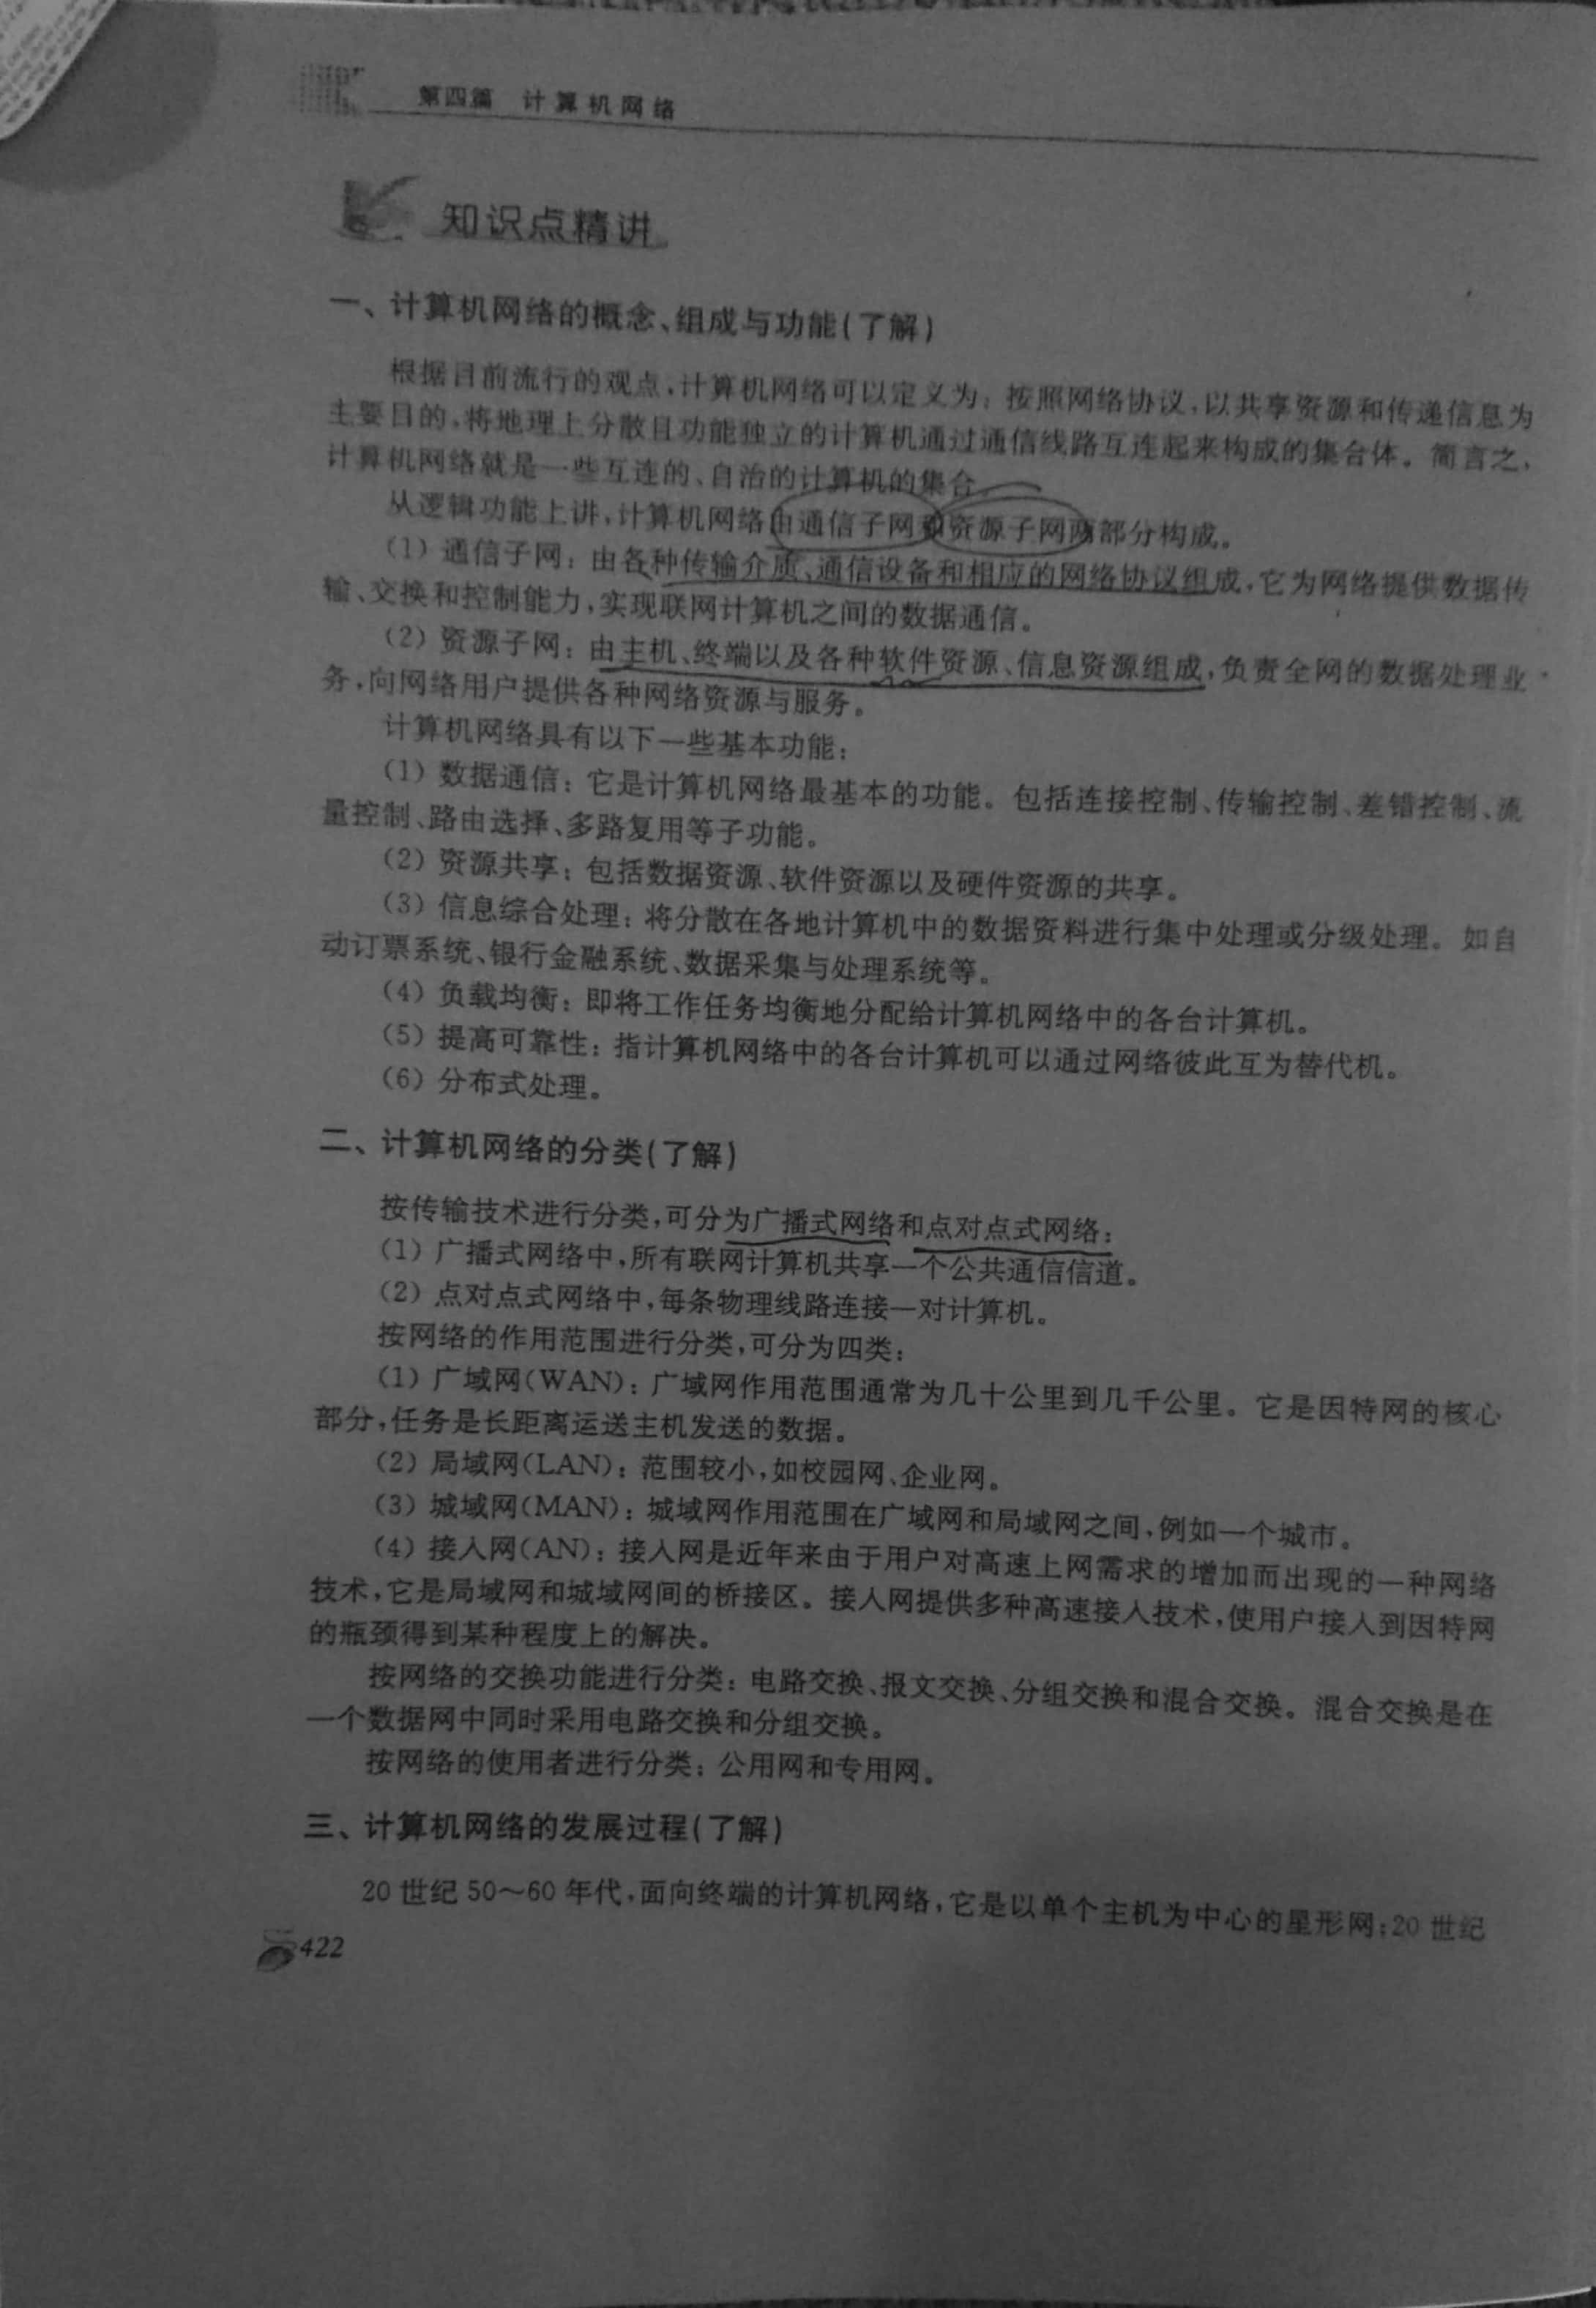 第四篇 计算机网络
知识点精讲
一、计算机网络的概念、组成与功能(了解)
根据目前流行的观点,计算机网络可以定义为:按照网络协议,以共享资源和传递信息为
主要目的,将地理上分散且功能独立的计算机通过通信线路互连起来构成的集合体。简言之,
计算机网络就是一些互连的、自治的计算机的集合。
从逻辑功能上讲,计算机网络由通信子网和资源子网两部分构成。
(1) 通信子网:由各种传输介质、通信设备和相应的网络协议组成,它为网络提供数据传
输、交换和控制能力,实现联网计算机之间的数据通信。
(2) 资源子网:由主机、终端以及各种软件资源、信息资源组成,负责全网的数据处理业
务,向网络用户提供各种网络资源与服务。
计算机网络具有以下一些基本功能:
(1) 数据通信:它是计算机网络最基本的功能。包括连接控制、传输控制、差错控制、流
量控制、路由选择、多路复用等子功能。
(2) 资源共享:包括数据资源、软件资源以及硬件资源的共享。
(3) 信息综合处理:将分散在各地计算机中的数据资料进行集中处理或分级处理。如自
动订票系统、银行金融系统、数据采集与处理系统等。
(4) 负载均衡:即将工作任务均衡地分配给计算机网络中的各台计算机。
(5) 提高可靠性:指计算机网络中的各台计算机可以通过网络彼此互为替代机。
(6) 分布式处理。
二、计算机网络的分类(了解)
按传输技术进行分类,可分为广播式网络和点对点式网络:
(1) 广播式网络中,所有联网计算机共享一个公共通信信道。
(2) 点对点式网络中,每条物理线路连接一对计算机。
按网络的作用范围进行分类,可分为四类:
(1) 广域网(WAN):广域网作用范围通常为几十公里到几千公里。它是因特网的核心
部分,任务是长距离运送主机发送的数据。
(2) 局域网(LAN):范围较小,如校园网、企业网。
(3) 城域网(MAN):城域网作用范围在广域网和局域网之间,例如一个城市。
(4) 接入网(AN):接入网是近年来由于用户对高速上网需求的增加而出现的一种网络
技术,它是局域网和城域网间的桥接区。接入网提供多种高速接入技术,使用户接入到因特网
的瓶颈得到某种程度上的解决。
按网络的交换功能进行分类:电路交换、报文交换、分组交换和混合交换。混合交换是在
一个数据网中同时采用电路交换和分组交换。
按网络的使用者进行分类:公用网和专用网。
三、计算机网络的发展过程(了解)
20 世纪 50～60 年代,面向终端的计算机网络,它是以单个主机为中心的星形网;20 世纪
422